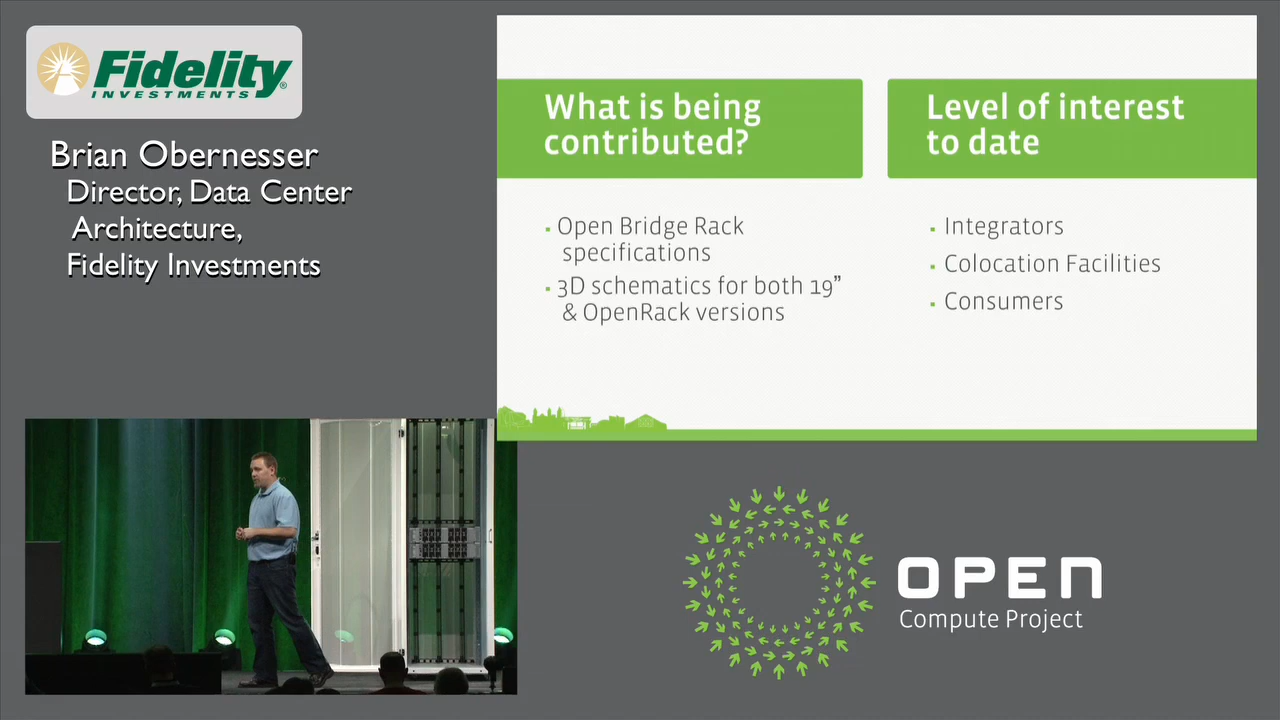 Fidelity
INVESTMENTS®
Brian Obernesser
Director, Data Center
Architecture,
Fidelity Investments
What is being
contributed?
Open Bridge Rack
specifications
3D schematics for both 19”
& OpenRack versions
Level of interest
to date
Integrators
Colocation Facilities
Consumers
OPEN
Compute Project